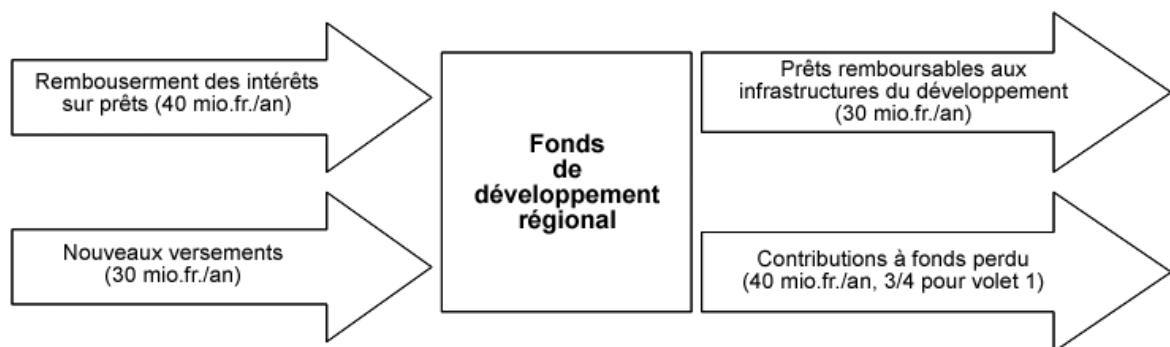 Rembouserment des intérêts
sur prêts (40 mio.fr./an)
Nouveaux versements
(30 mio.fr./an)
Fonds
de
développement
régional
Prêts remboursables aux
infrastructures du développement
(30 mio.fr./an)
Contributions à fonds perdu
(40 mio.fr./an, 3/4 pour volet 1)